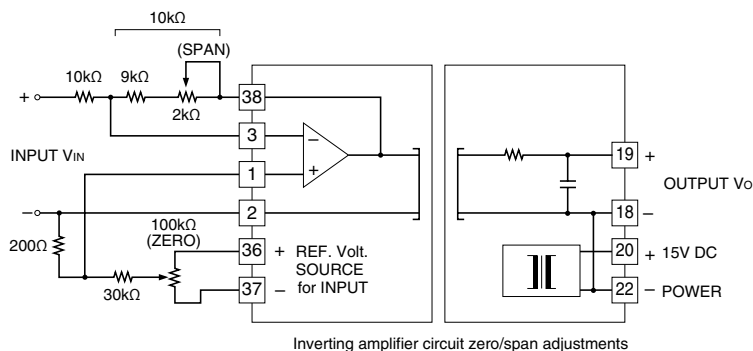 10kΩ
(SPAN)
10kΩ
9kΩ
2kΩ
38
+
3
−
INPUT VIN
1
+
−
2
200Ω
100kΩ
(ZERO)
30kΩ
36
+
REF. Volt.
SOURCE
for INPUT
37
−
19
+
OUTPUT VO
18
−
20
+
15V DC
22
−
POWER
Inverting amplifier circuit zero/span adjustments